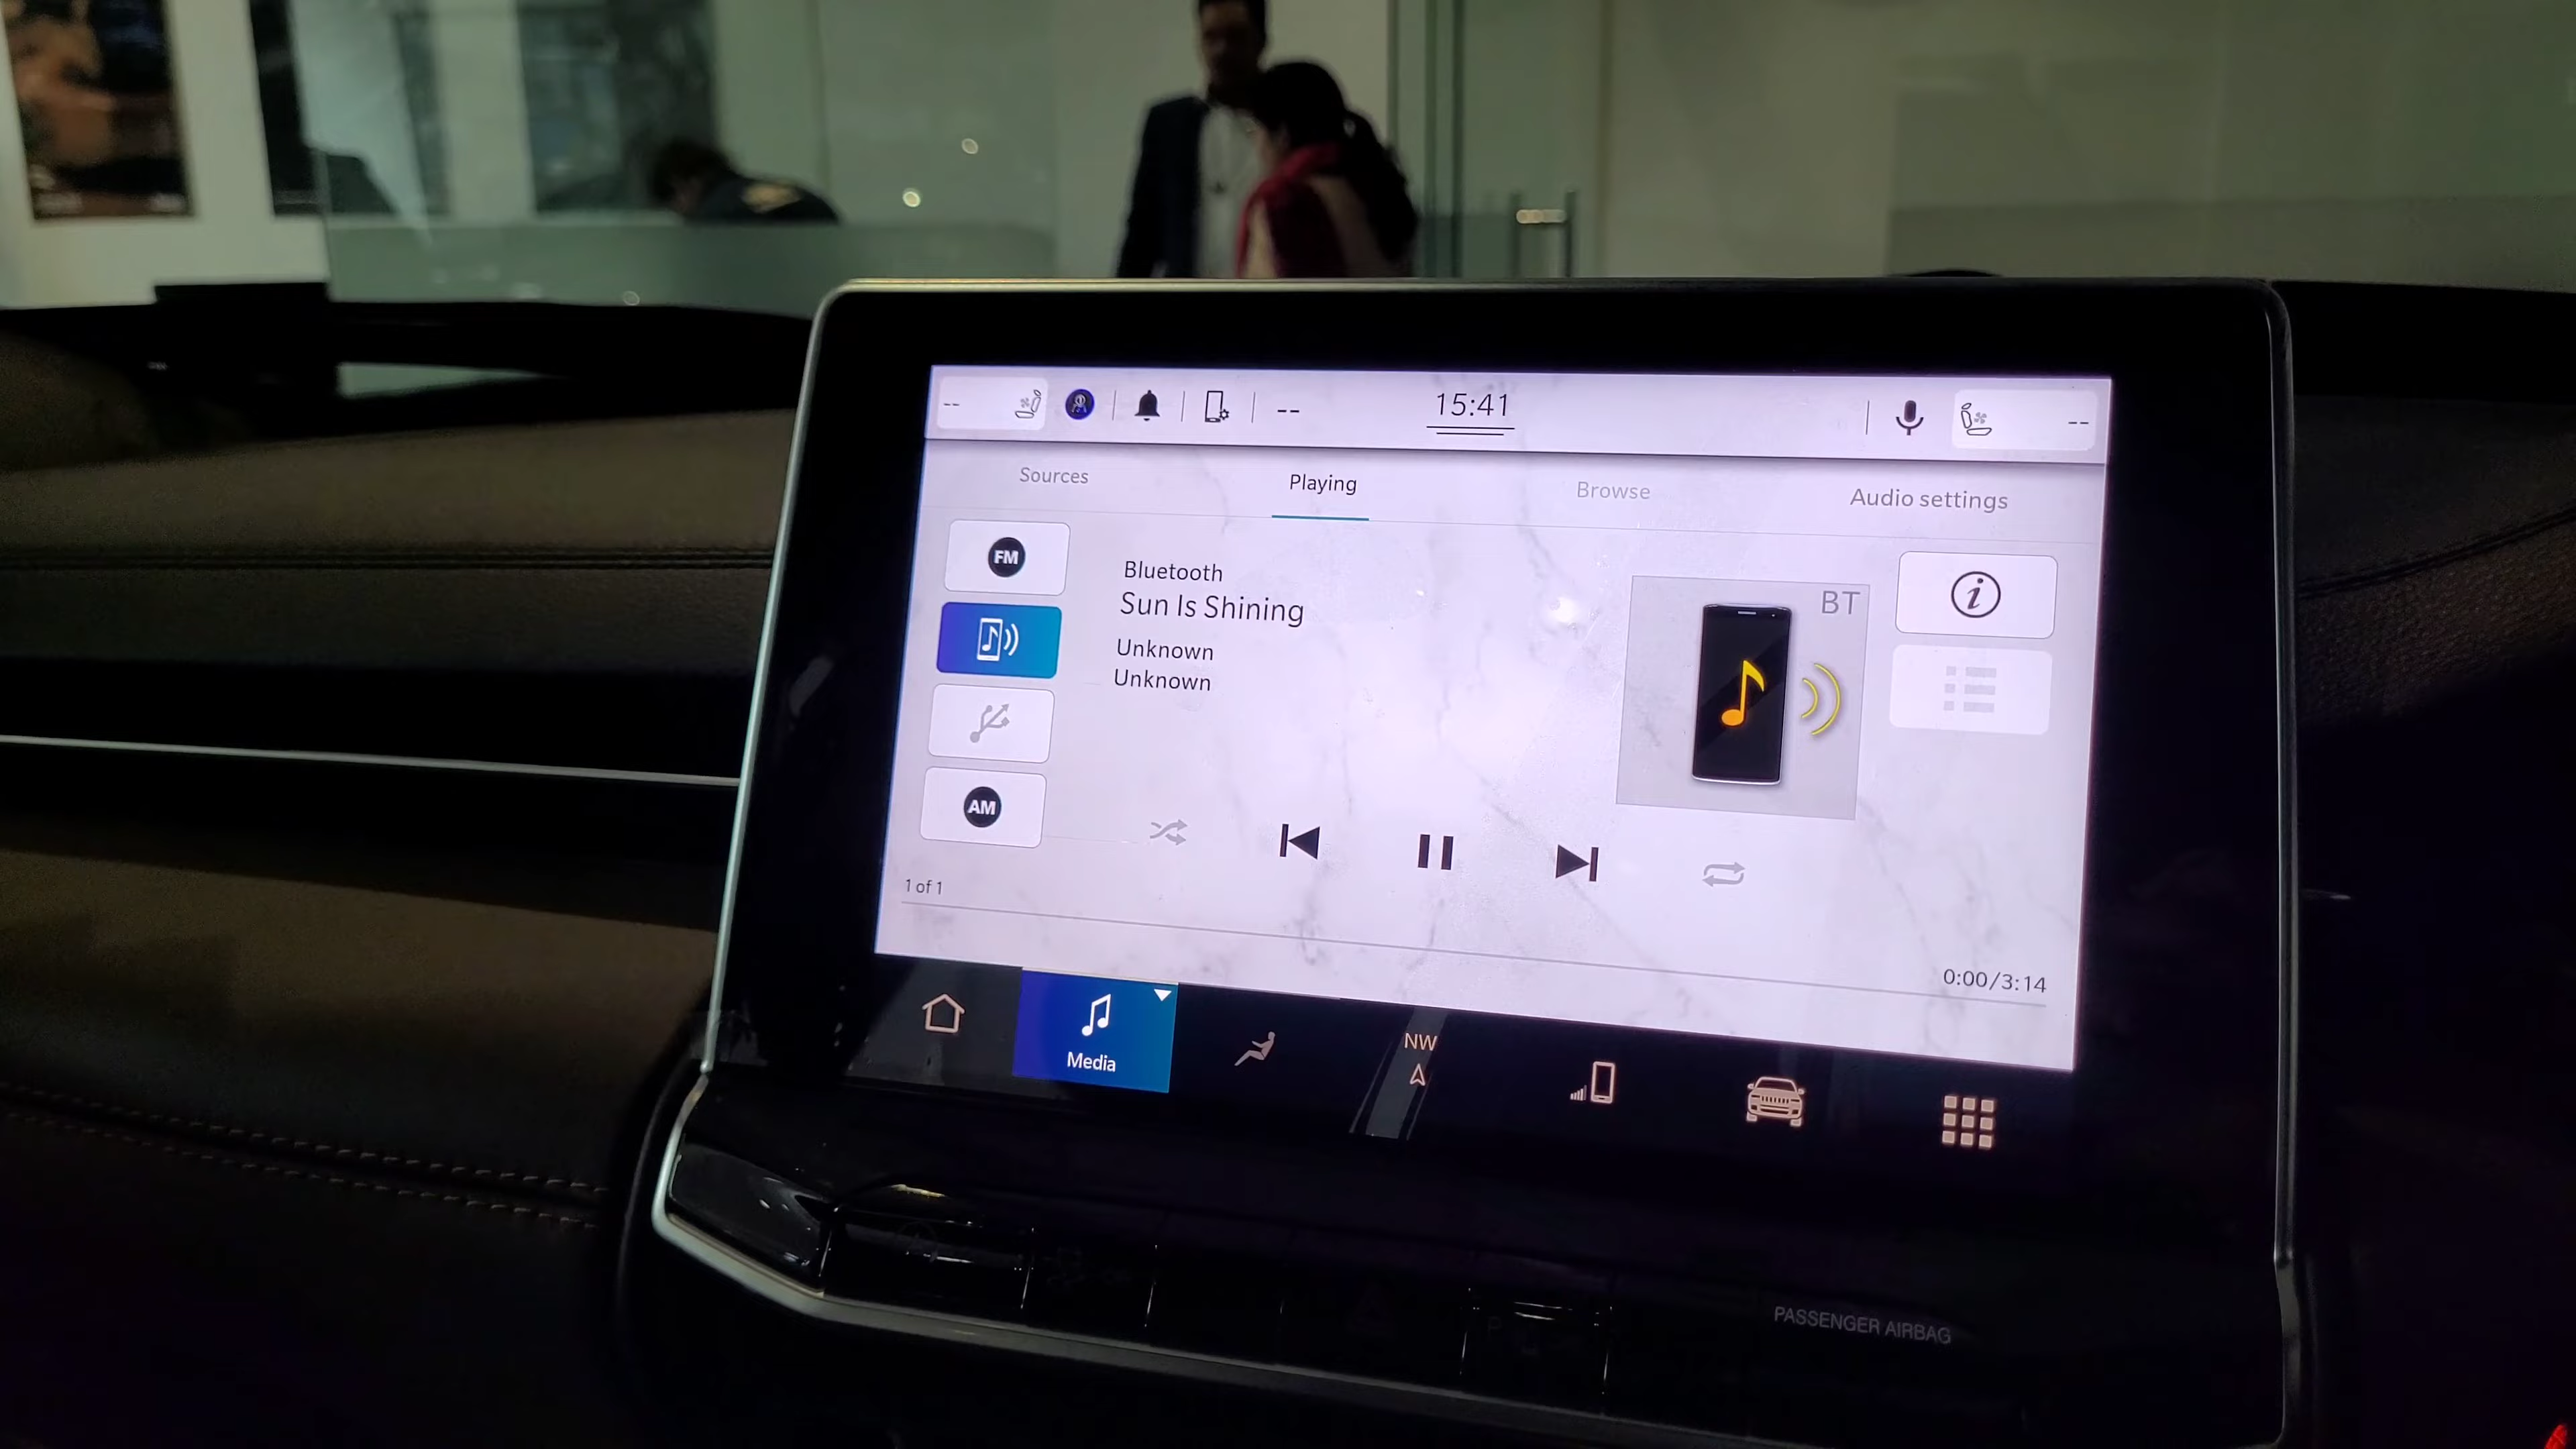 --
--
15:41
--
Sources
Playing
Browse
Audio settings
FM
Bluetooth
Sun Is Shining
Unknown
Unknown
BT
AM
1 of 1
0:00/3:14
Media
NW
PASSENGER AIRBAG